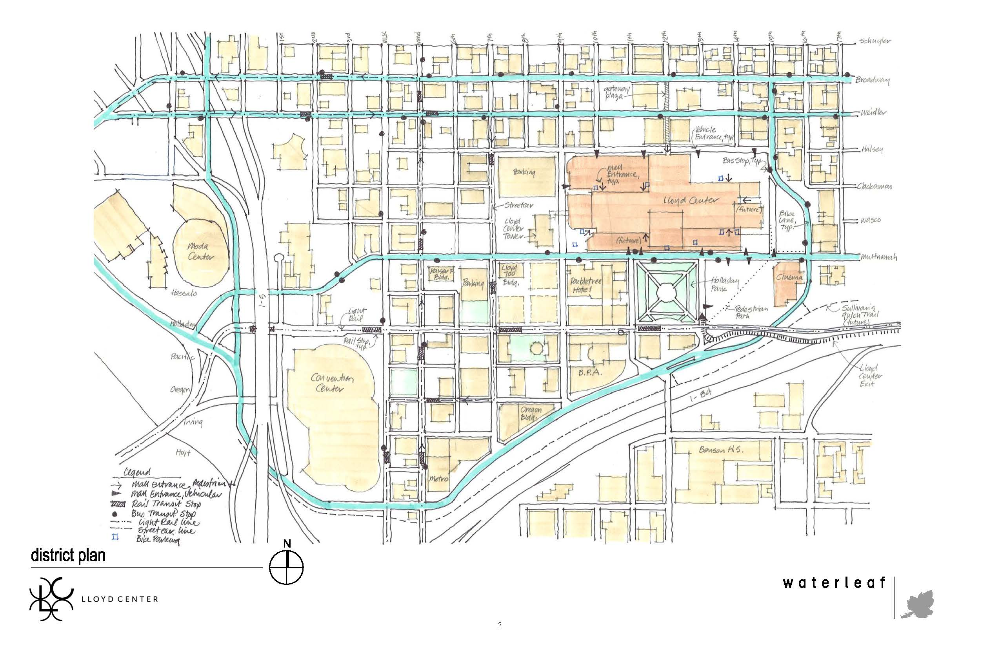 1ST
2ND
3rd
MLK
grand
6th
7th
8th
9th
10th
11th
12th
13th
14th
15th
16th
17th
Schuyler
Broadway
gateway
plaza
Weidler
Vehicle
Entrance, typ.
Halsey
Bus Stop, Typ.
Parking
Mall
Entrance,
typ.
Clackamas
Lloyd Center
Streetcar
(future)
Lloyd
Center
Tower
Bike
Lane,
typ.
Wasco
(future)
Moda
Center
Multnomah
Kaiser P.
Bldg.
Parking
Lloyd
700
Bldg.
Doubletree
Hotel
Holladay
Park
Cinema
Hassalo
I-5
Light
Rail
Pedestrian
Path
Sullivan's
Gulch Trail
(future)
Holladay
Rail Stop,
Typ.
Pacific
Lloyd
Center
Exit
B.P.A.
Convention
Center
Oregon
I-84
Oregon
Bldg.
Irving
Hoyt
Benson H.S.
Metro
Legend
Mall Entrance, Pedestrian
Mall Entrance, Vehicular
Rail Transit Stop
Bus Transit Stop
Light Rail line
Streetcar line
Bike Parking
N
district plan
LLOYD CENTER
waterleaf
2